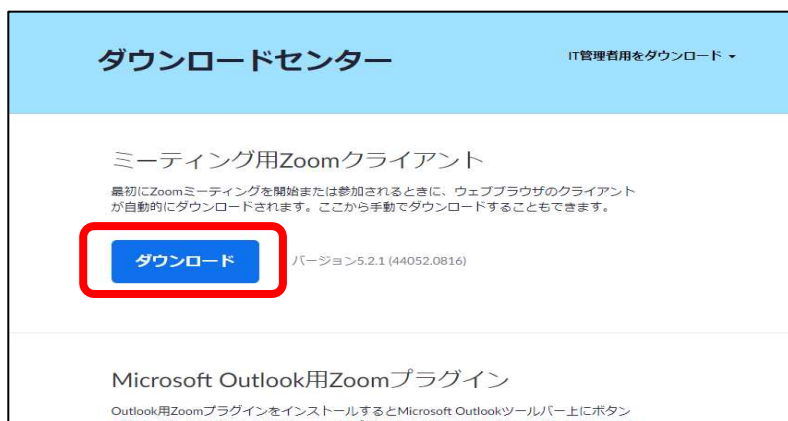 ダウンロードセンター
IT管理者用をダウンロード
ミーティング用Zoomクライアント
最初にZoomミーティングを開始または参加されるときに、ウェブブラウザのクライアント
が自動的にダウンロードされます。ここから手動でダウンロードすることもできます。
ダウンロード
バージョン5.2.1 (44052.0816)
Microsoft Outlook用Zoomプラグイン
Outlook用ZoomプラグインをインストールするとMicrosoft Outlookツールバー上にボタン